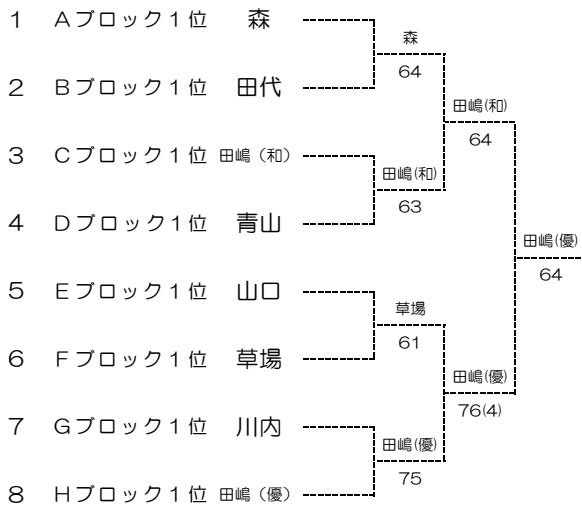 1 Aブロック1位 森
森
64
2 Bブロック1位 田代
田嶋(和)
64
3 Cブロック1位 田嶋（和）
田嶋(和)
63
4 Dブロック1位 青山
田嶋(優)
64
5 Eブロック1位 山口
草場
61
6 Fブロック1位 草場
田嶋(優)
76(4)
7 Gブロック1位 川内
田嶋(優)
75
8 Hブロック1位 田嶋（優）